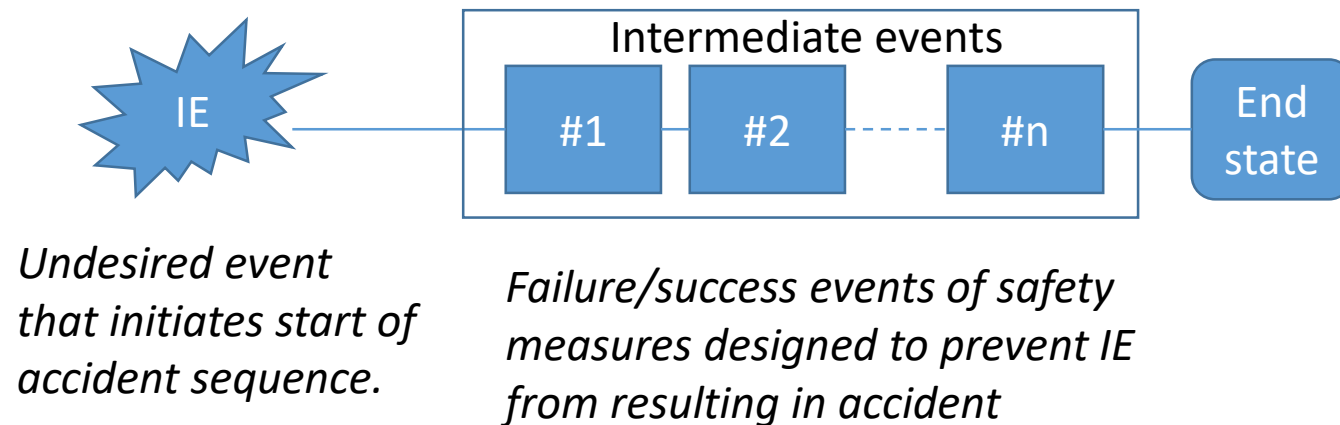 Intermediate events
IE
#1
#2
#n
End
state
Undesired event
that initiates start of
accident sequence.
Failure/success events of safety
measures designed to prevent IE
from resulting in accident